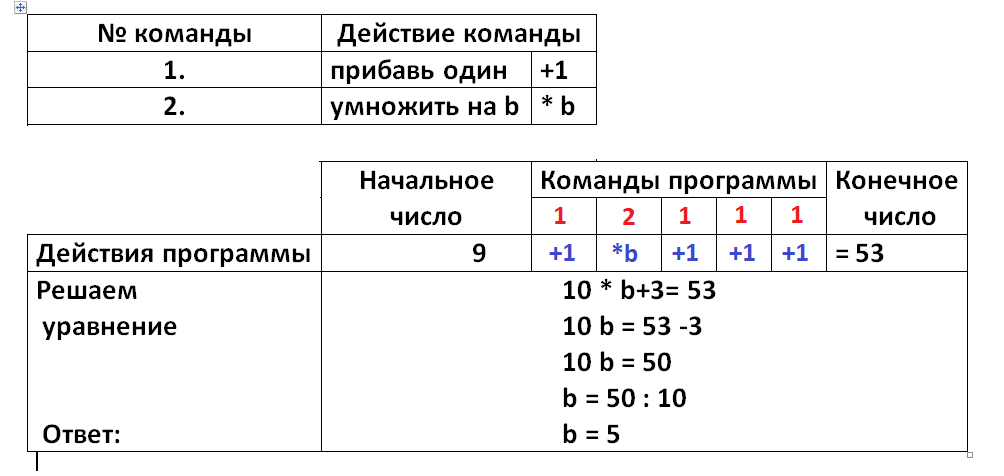 № команды Действие команды
1. прибавь один +1
2. умножить на b * b
Начальное число Команды программы Конечное число
1 2 1 1 1
Действия программы 9 +1 *b +1 +1 +1 = 53
Решаем 10 * b+3= 53
уравнение 10 b = 53 -3
10 b = 50
b = 50 : 10
Ответ: b = 5